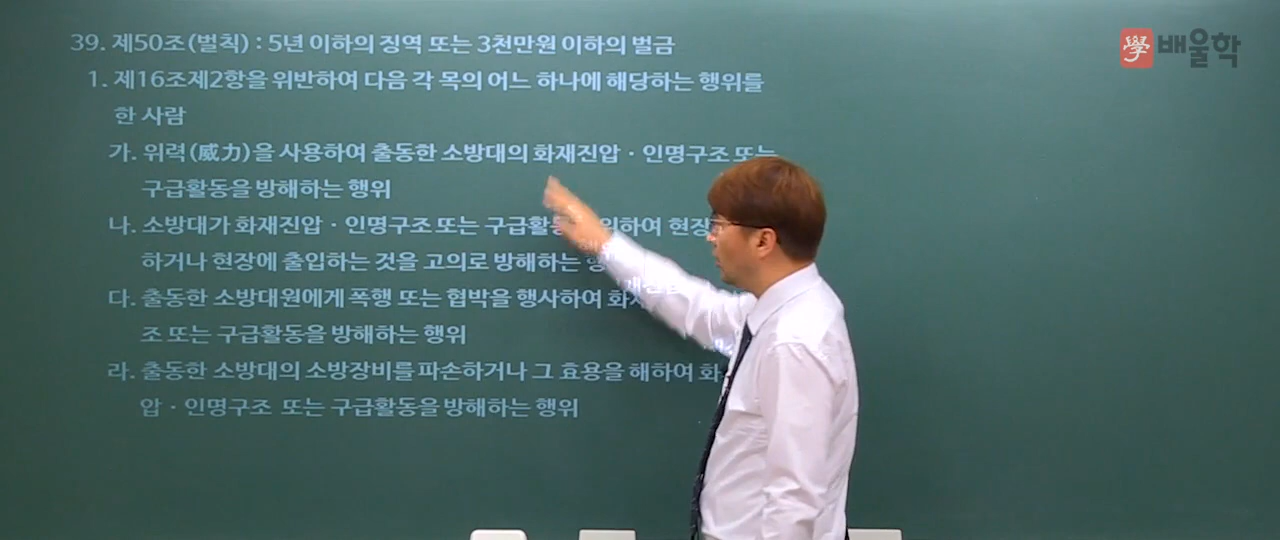 39. 제50조(벌칙) : 5년 이하의 징역 또는 3천만원 이하의 벌금
學 배울학
1. 제16조제2항을 위반하여 다음 각 목의 어느 하나에 해당하는 행위를
한 사람
가. 위력(威力)을 사용하여 출동한 소방대의 화재진압 · 인명구조 또는
구급활동을 방해하는 행위
나. 소방대가 화재진압 · 인명구조 또는 구급활동 위하여 현장
하거나 현장에 출입하는 것을 고의로 방해하는
다. 출동한 소방대원에게 폭행 또는 협박을 행사하여
조 또는 구급활동을 방해하는 행위
라. 출동한 소방대의 소방장비를 파손하거나 그 효용을 해하여 화
압 · 인명구조 또는 구급활동을 방해하는 행위